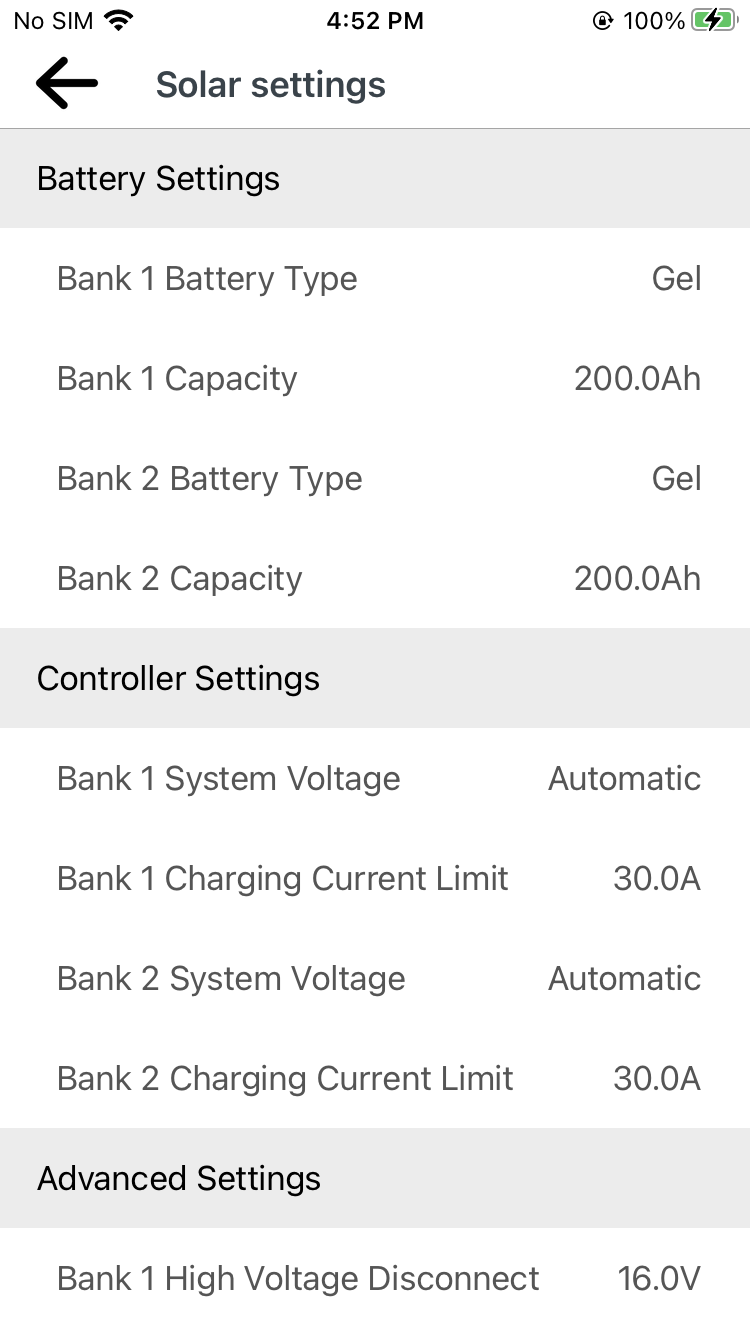 No SIM 4:52 PM 100%
Solar settings
Battery Settings
Bank 1 Battery Type Gel
Bank 1 Capacity 200.0Ah
Bank 2 Battery Type Gel
Bank 2 Capacity 200.0Ah
Controller Settings
Bank 1 System Voltage Automatic
Bank 1 Charging Current Limit 30.0A
Bank 2 System Voltage Automatic
Bank 2 Charging Current Limit 30.0A
Advanced Settings
Bank 1 High Voltage Disconnect 16.0V